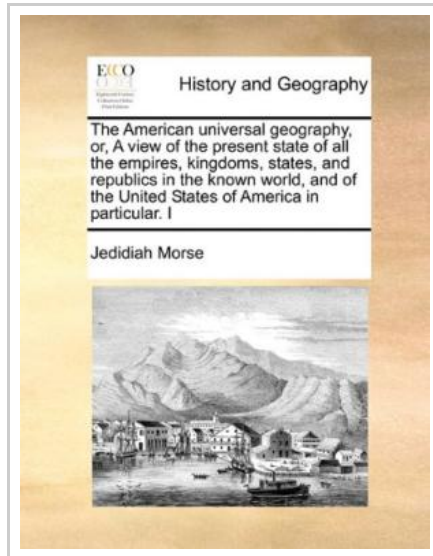 ECCO
History and Geography
The American universal geography,
or, A view of the present state of all
the empires, kingdoms, states, and
republics in the known world, and of
the United States of America in
particular. I
Jedidiah Morse